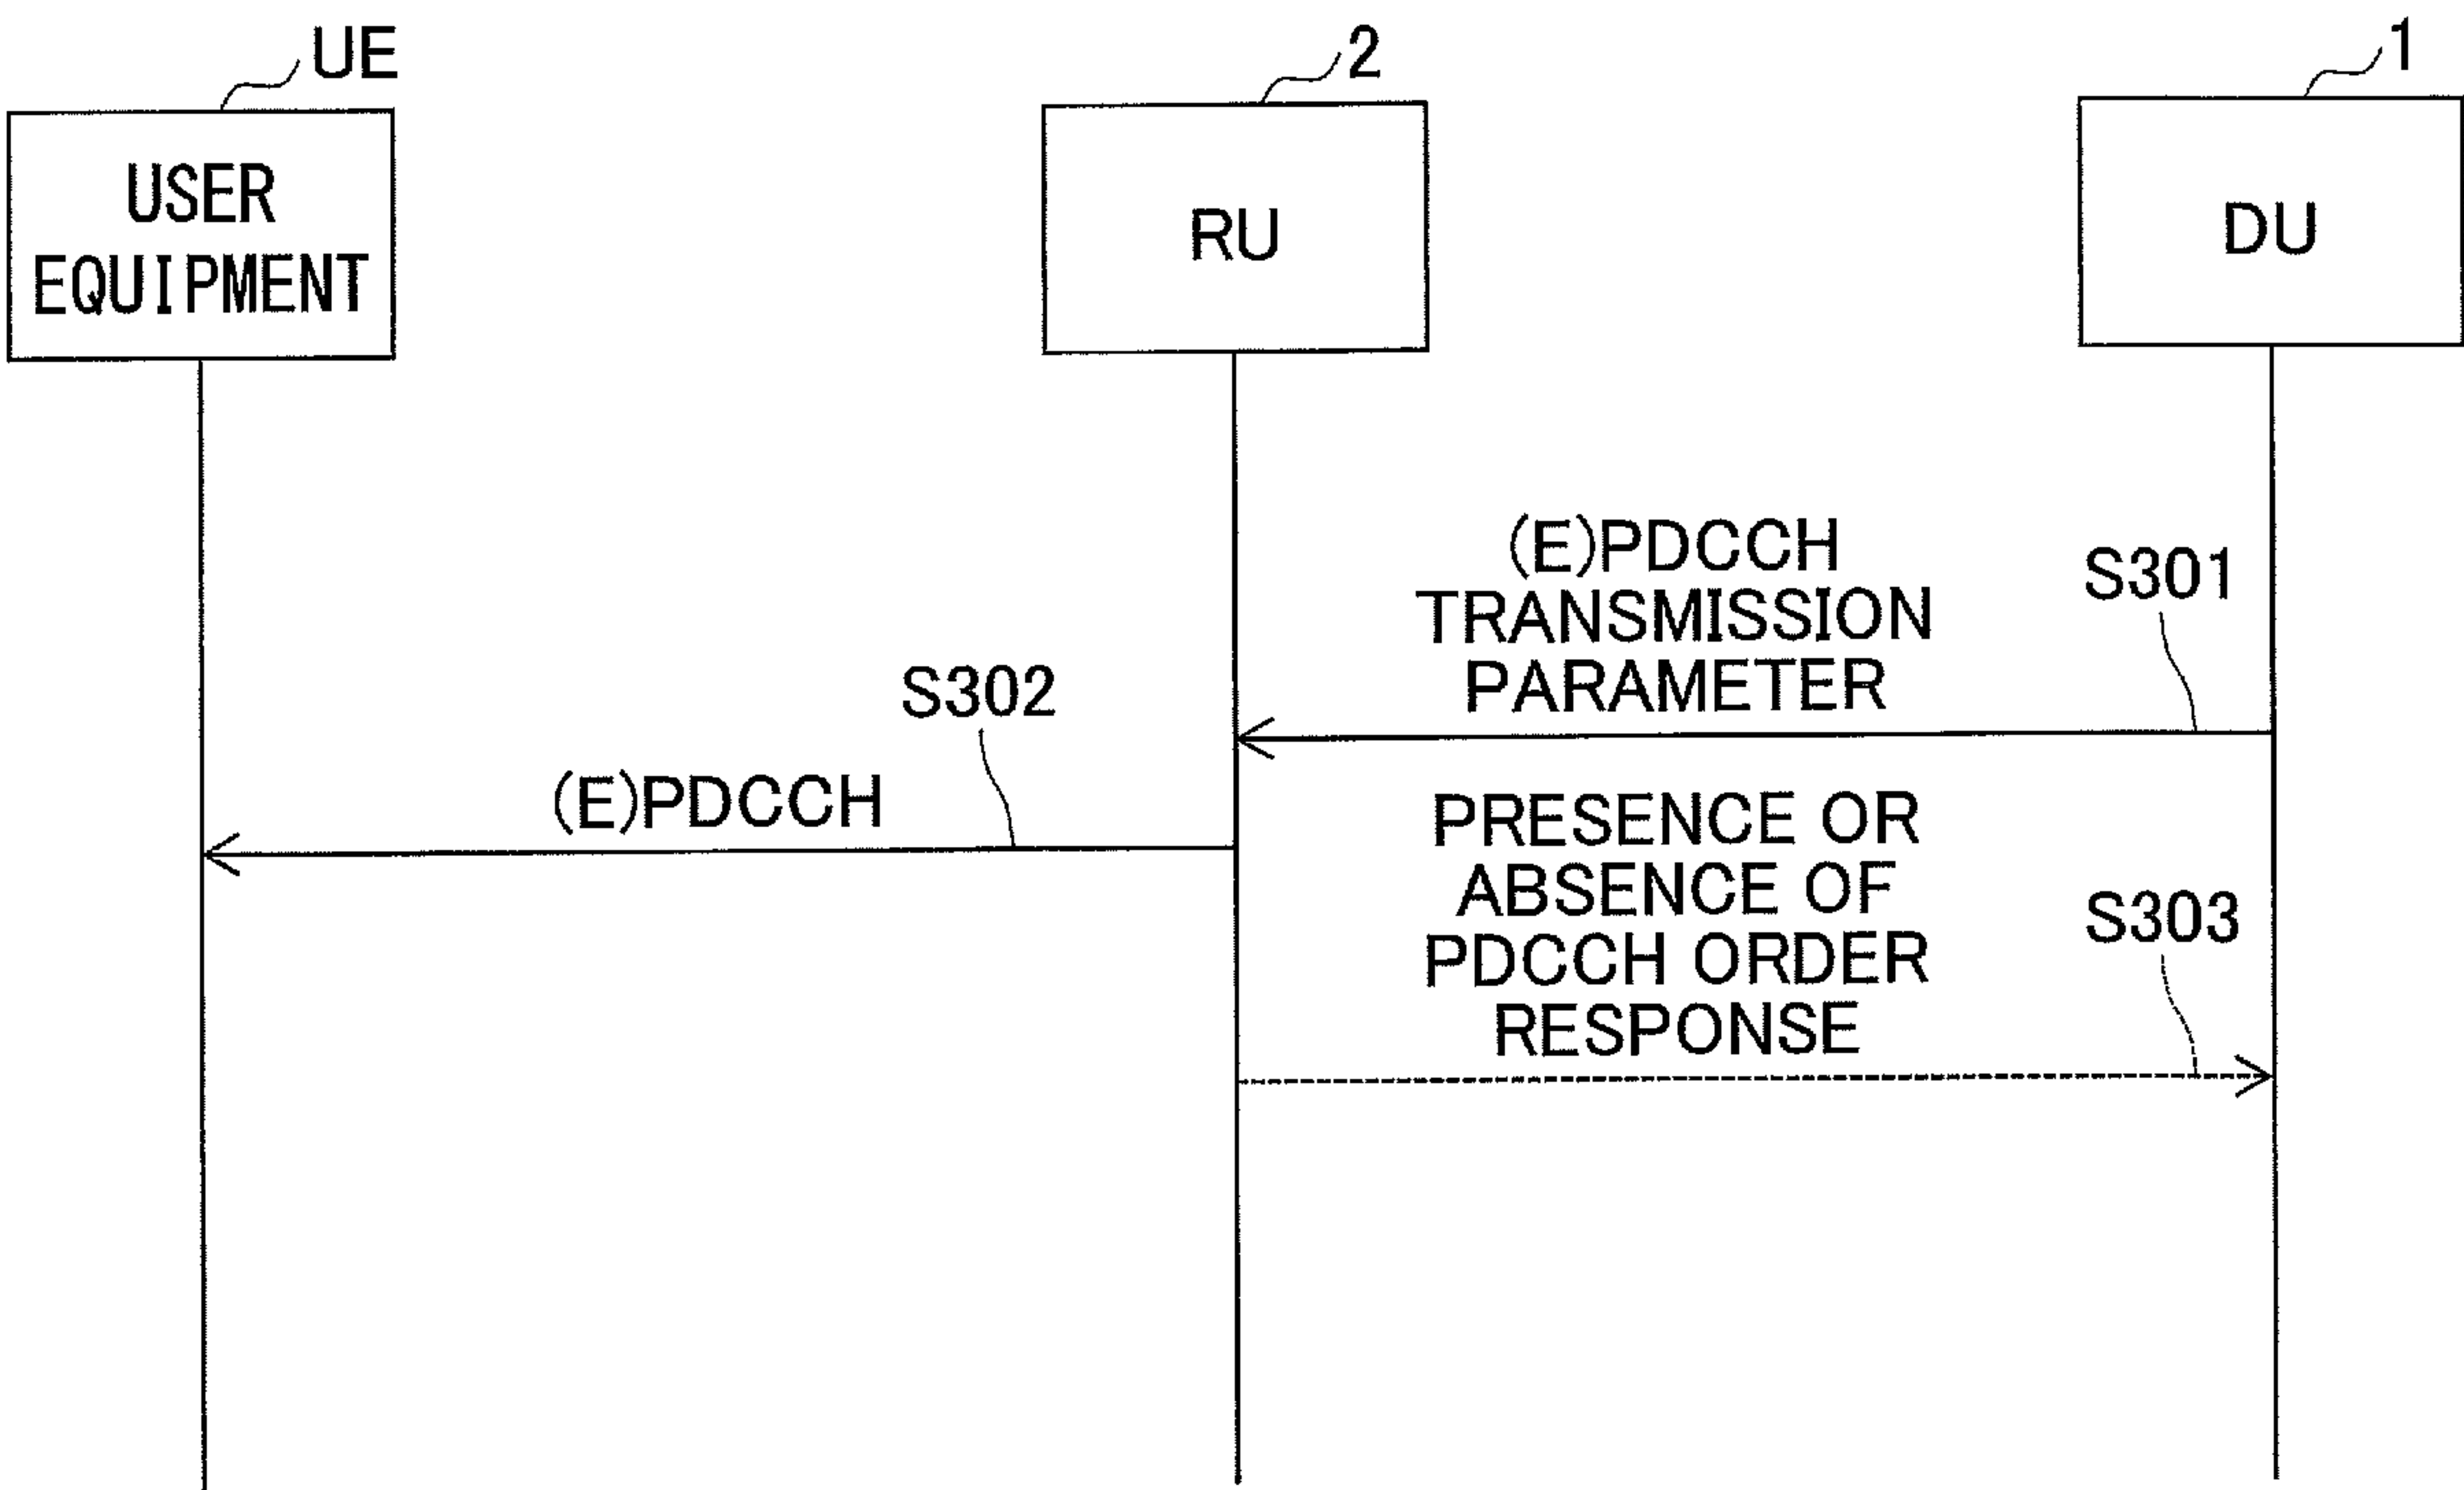 UE
2
1
USER
EQUIPMENT
RU
DU
(E)PDCCH
TRANSMISSION
PARAMETER
S301
S302
(E)PDCCH
PRESENCE OR
ABSENCE OF
PDCCH ORDER
RESPONSE
S303